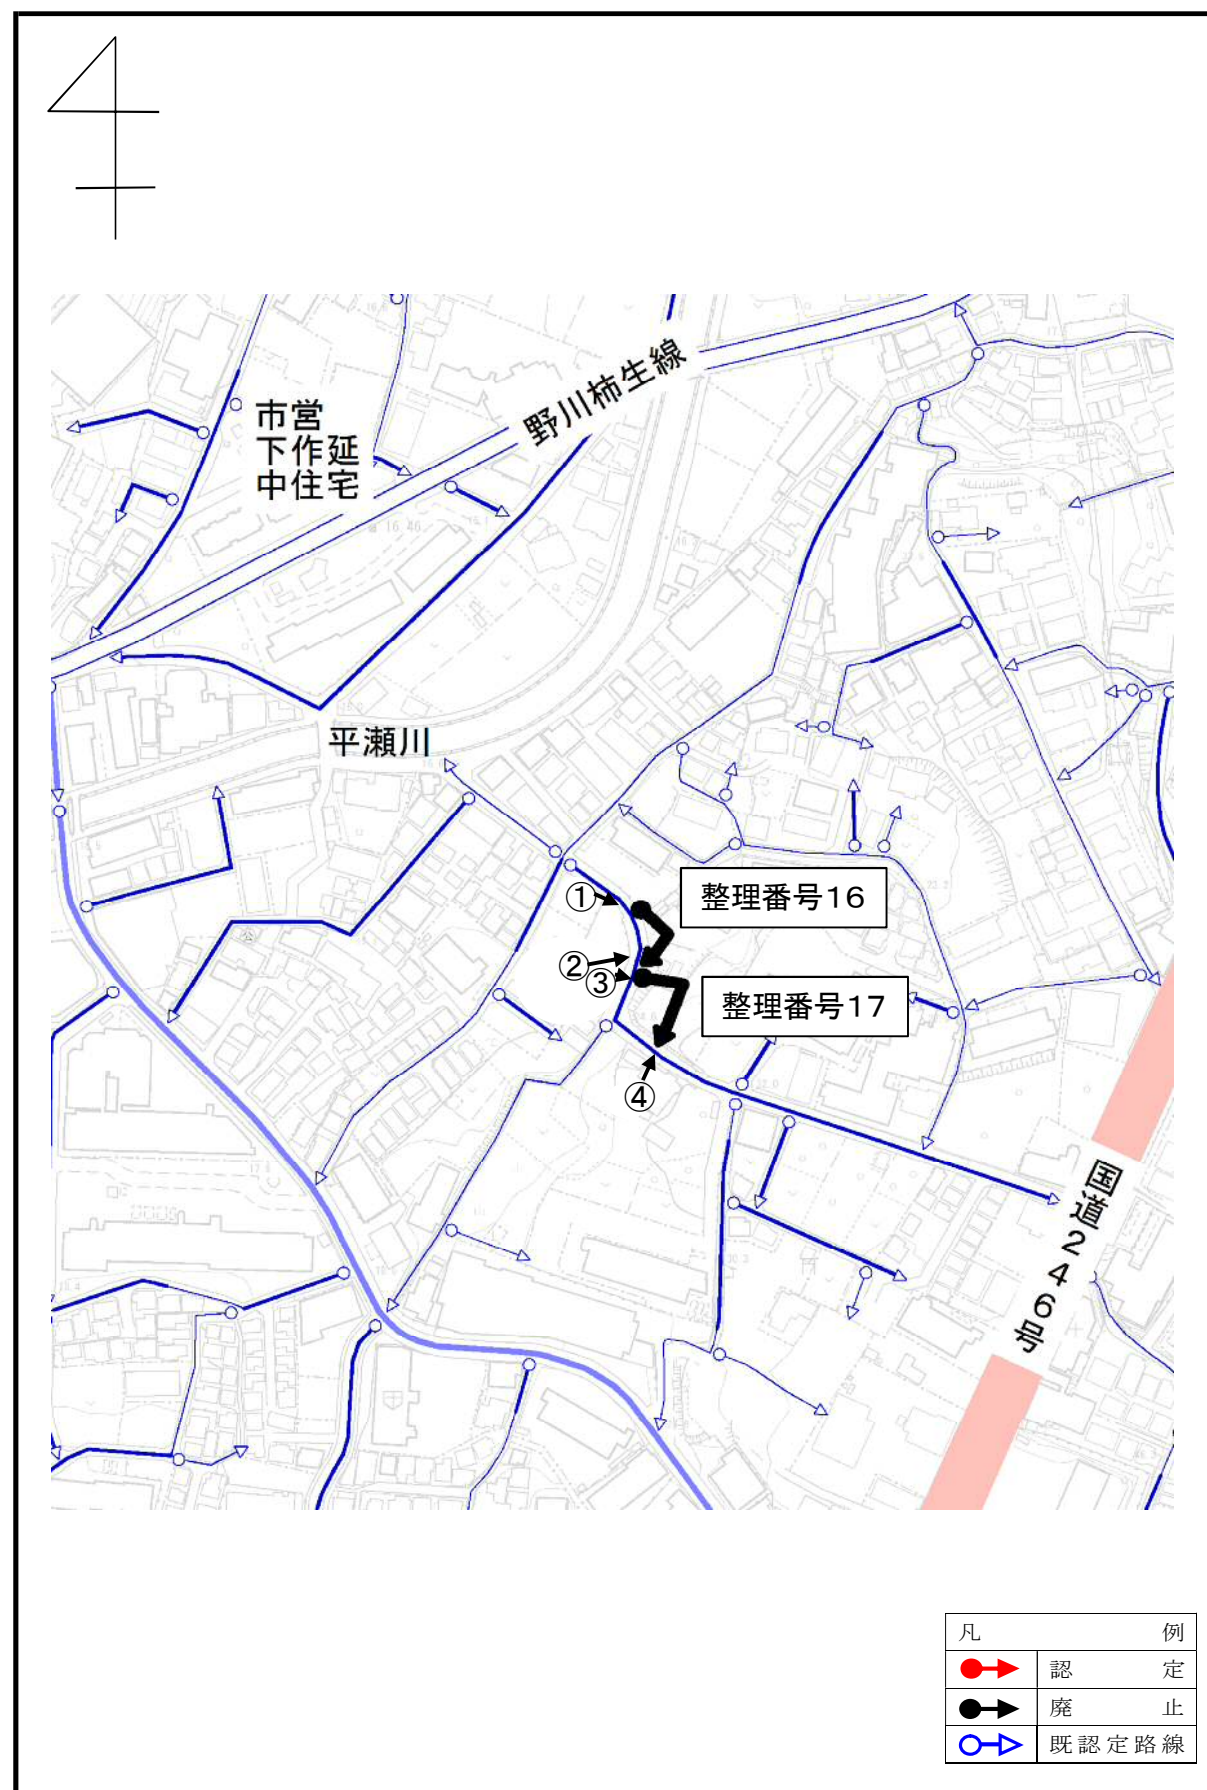 野川柿生線
市営
下作延
中住宅
16.46
平瀬川
①
整理番号16
②
③
整理番号17
④
国道246号
凡例
認定
廃止
既認定路線